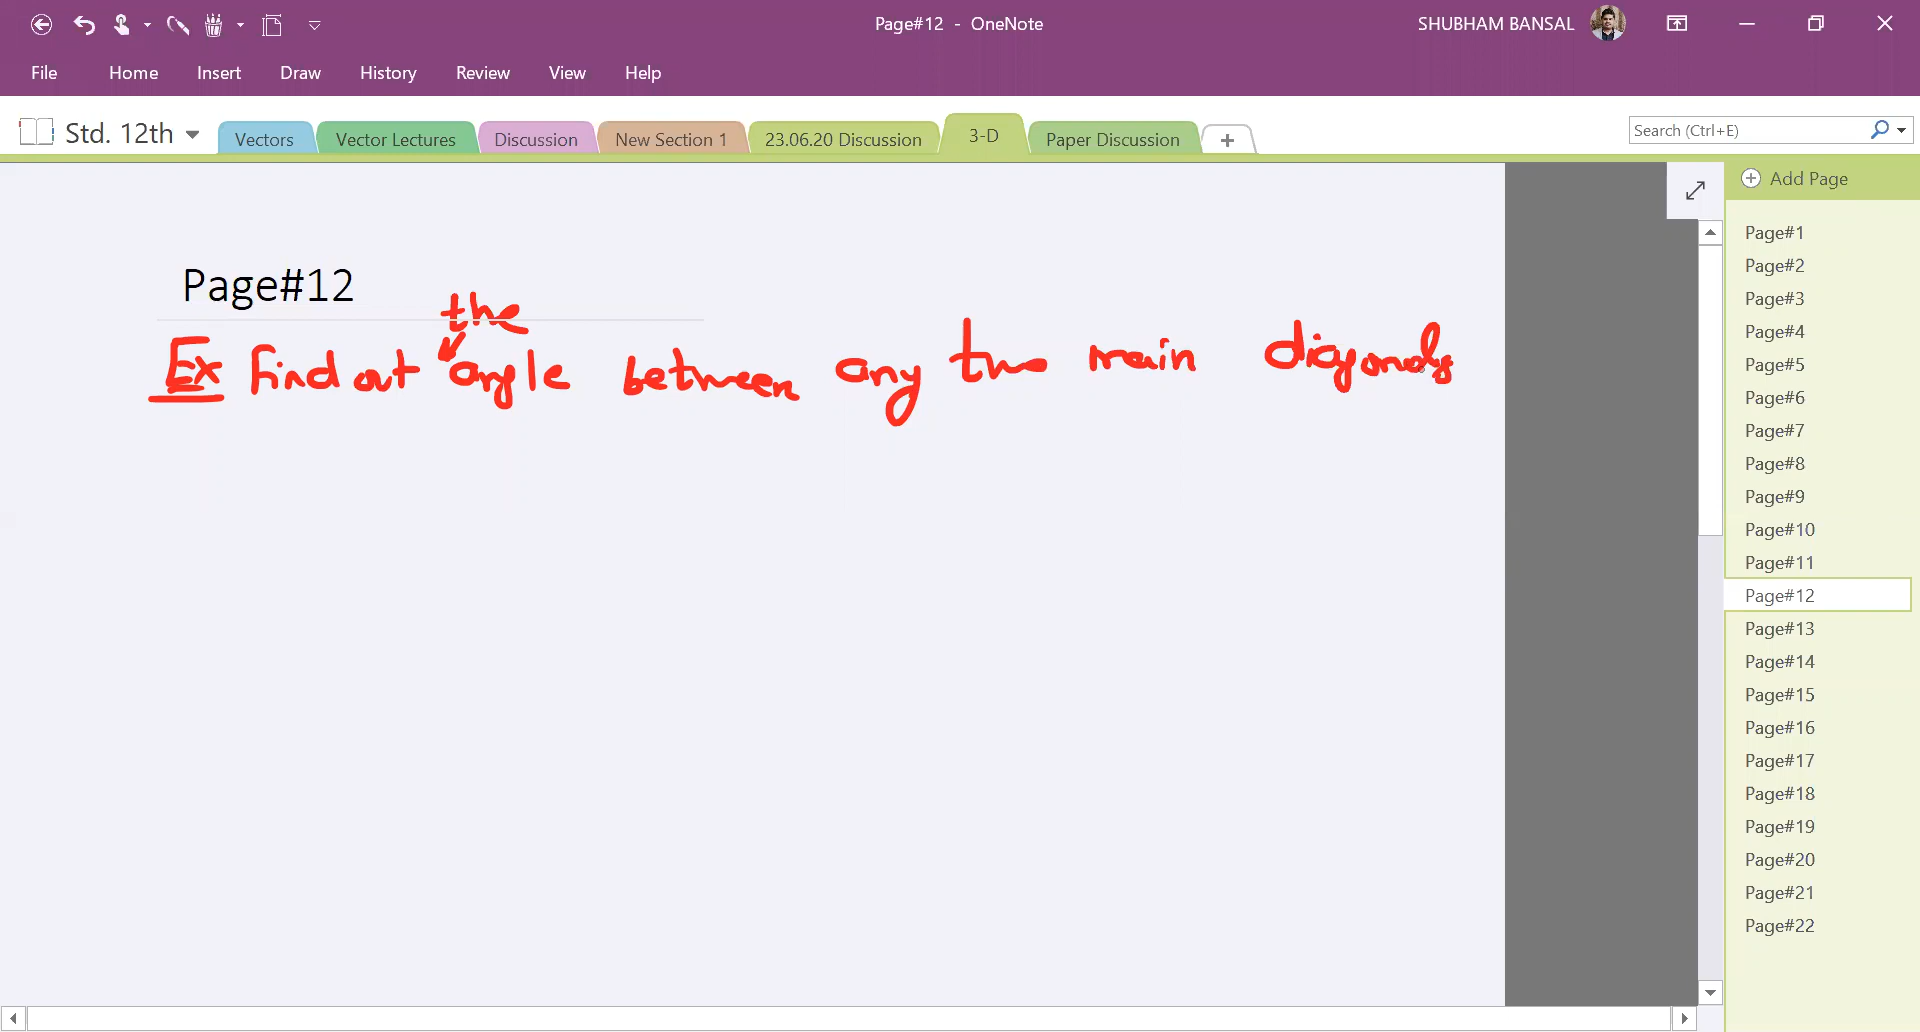 Page#12 - OneNote
SHUBHAM BANSAL
File Home Insert Draw History Review View Help
Std. 12th
Vectors Vector Lectures Discussion New Section 1 23.06.20 Discussion 3-D Paper Discussion
Search (Ctrl+E)
Page#12
the
Ex Find out angle between any two main diagonals
Add Page
Page#1
Page#2
Page#3
Page#4
Page#5
Page#6
Page#7
Page#8
Page#9
Page#10
Page#11
Page#12
Page#13
Page#14
Page#15
Page#16
Page#17
Page#18
Page#19
Page#20
Page#21
Page#22